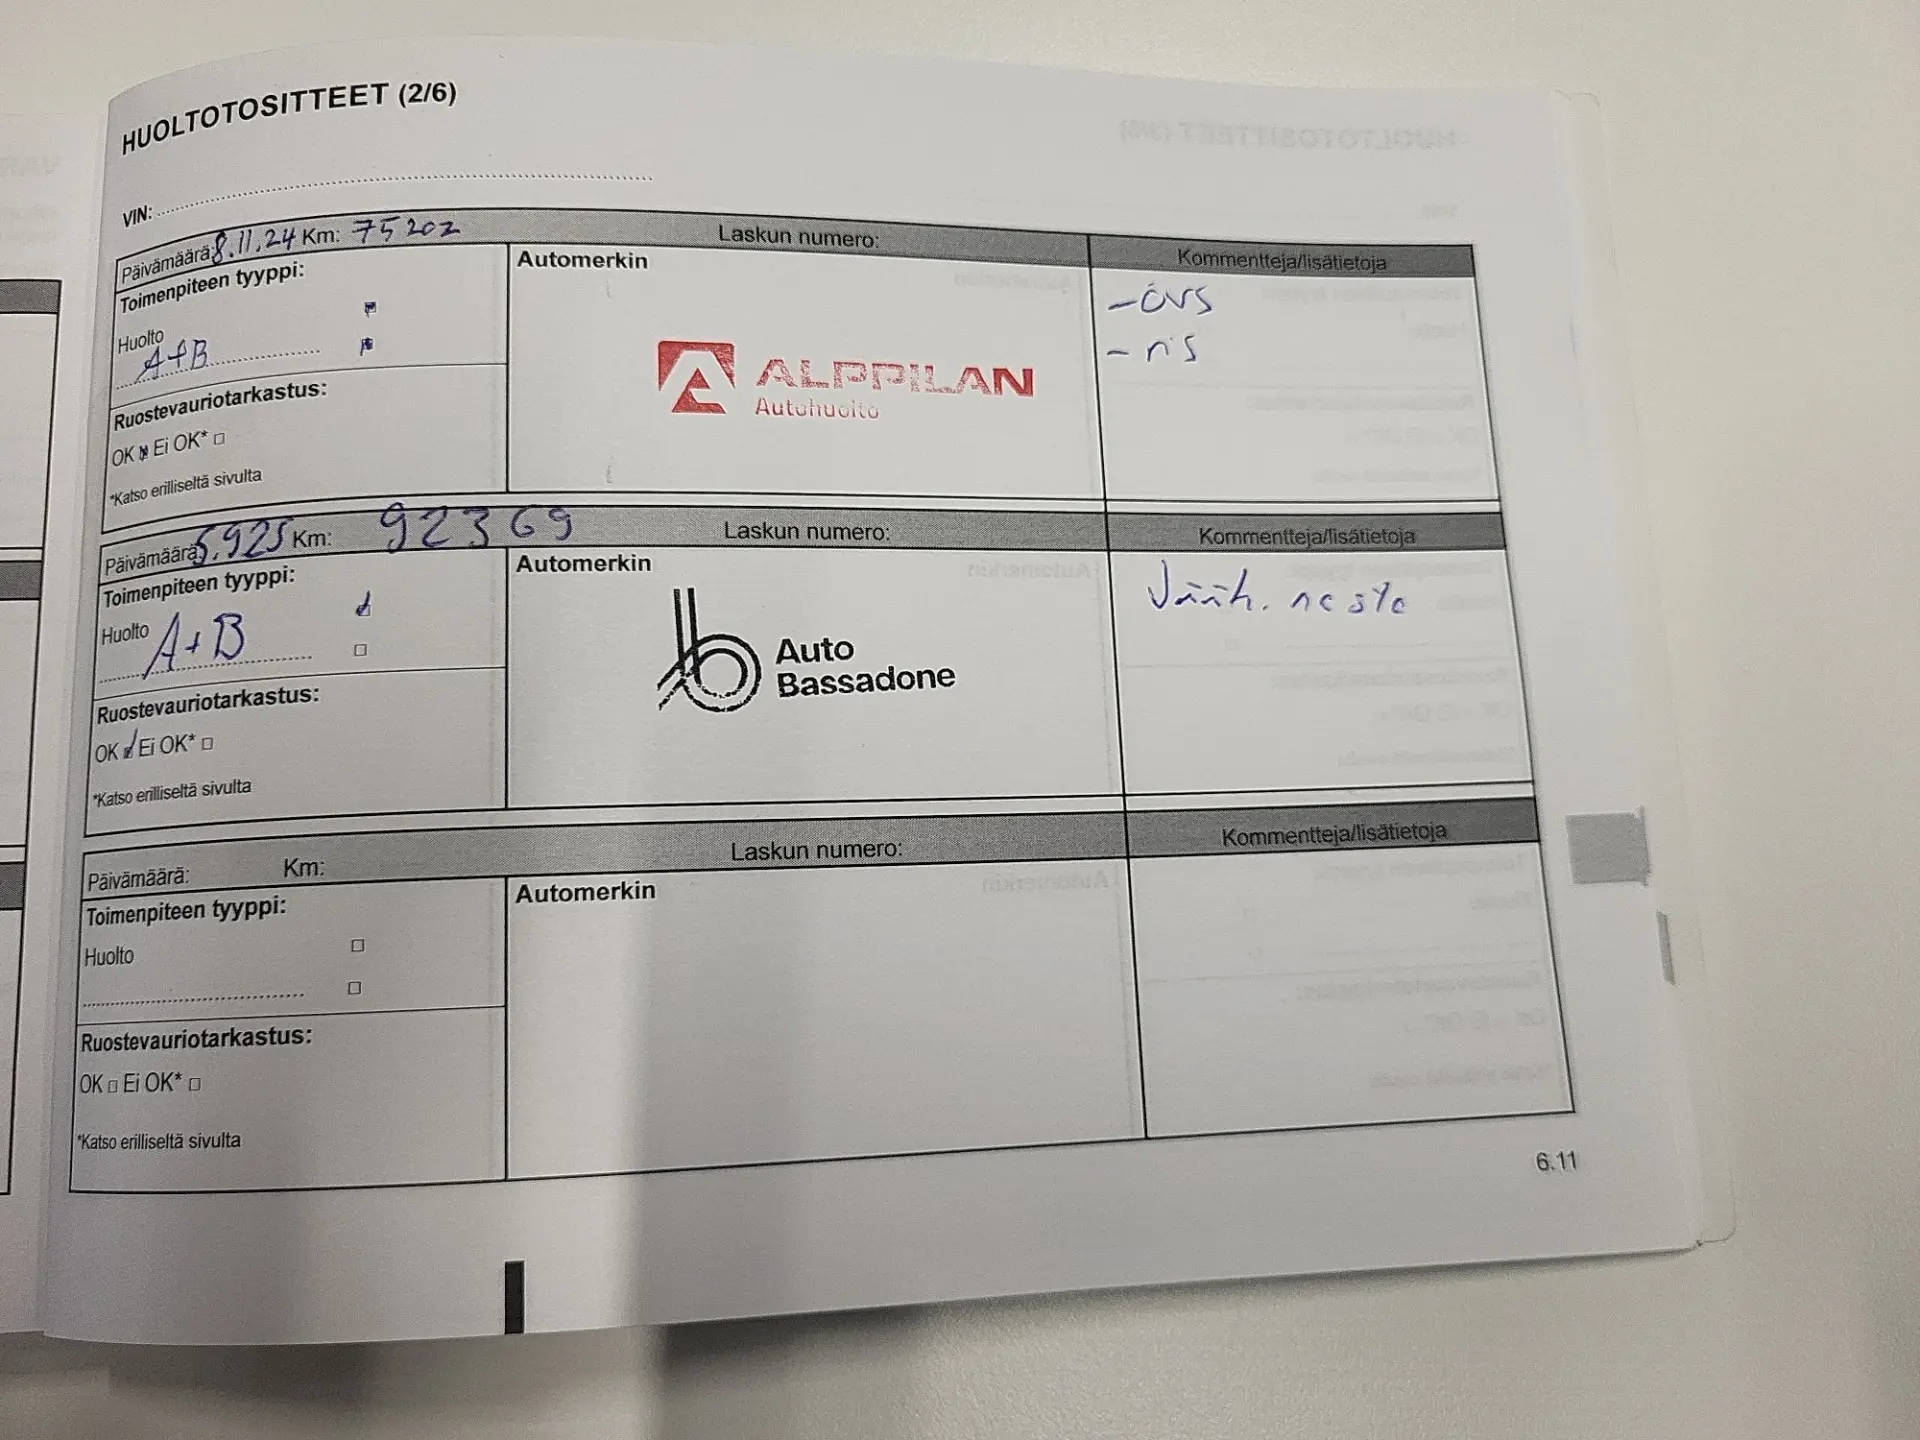 HUOLTOTOSITTEET (2/6)
VIN:
Päivämäärä: 8.11.24 Km: 75202 Laskun numero: Kommentteja/lisätietoja
Toimenpiteen tyyppi:
Huolto
A+B
Ruostevauriotarkastus:
OK Ei OK*
*Katso erilliseltä sivulta
Automerkin
ALPPILAN
Autohuolto
Päivämäärä 5.925 Km: 92369 Laskun numero: Kommentteja/lisätietoja
Toimenpiteen tyyppi:
Huolto
A+B
Ruostevauriotarkastus:
OK Ei OK*
*Katso erilliseltä sivulta
Automerkin
Auto
Bassadone
Jääh. neste
Päivämäärä: Km: Laskun numero: Kommentteja/lisätietoja
Toimenpiteen tyyppi:
Huolto
Ruostevauriotarkastus:
OK Ei OK*
*Katso erilliseltä sivulta
Automerkin
6.11